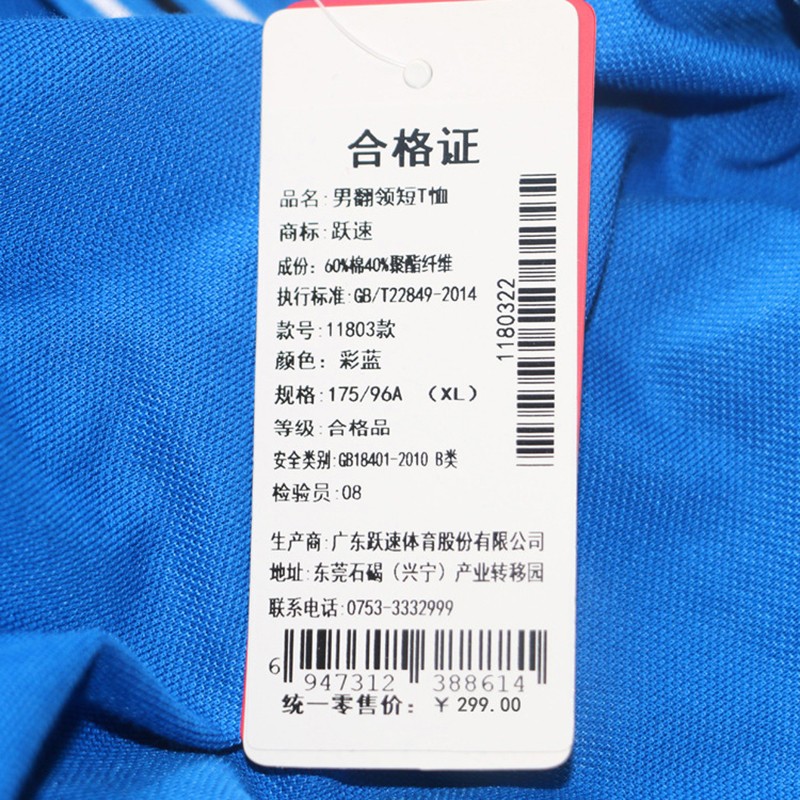 合格证
品名:男翻领短T恤
商标:跃速
成份:60%棉40%聚酯纤维
执行标准:GB/T22849-2014
款号:11803款
颜色:彩蓝
规格:175/96A （XL）
等级:合格品
安全类别:GB18401-2010 B类
检验员:08
1180322
生产商:广东跃速体育股份有限公司
地址:东莞石碣（兴宁）产业转移园
联系电话:0753-3332999
6 947312 388614
统一零售价:￥299.00